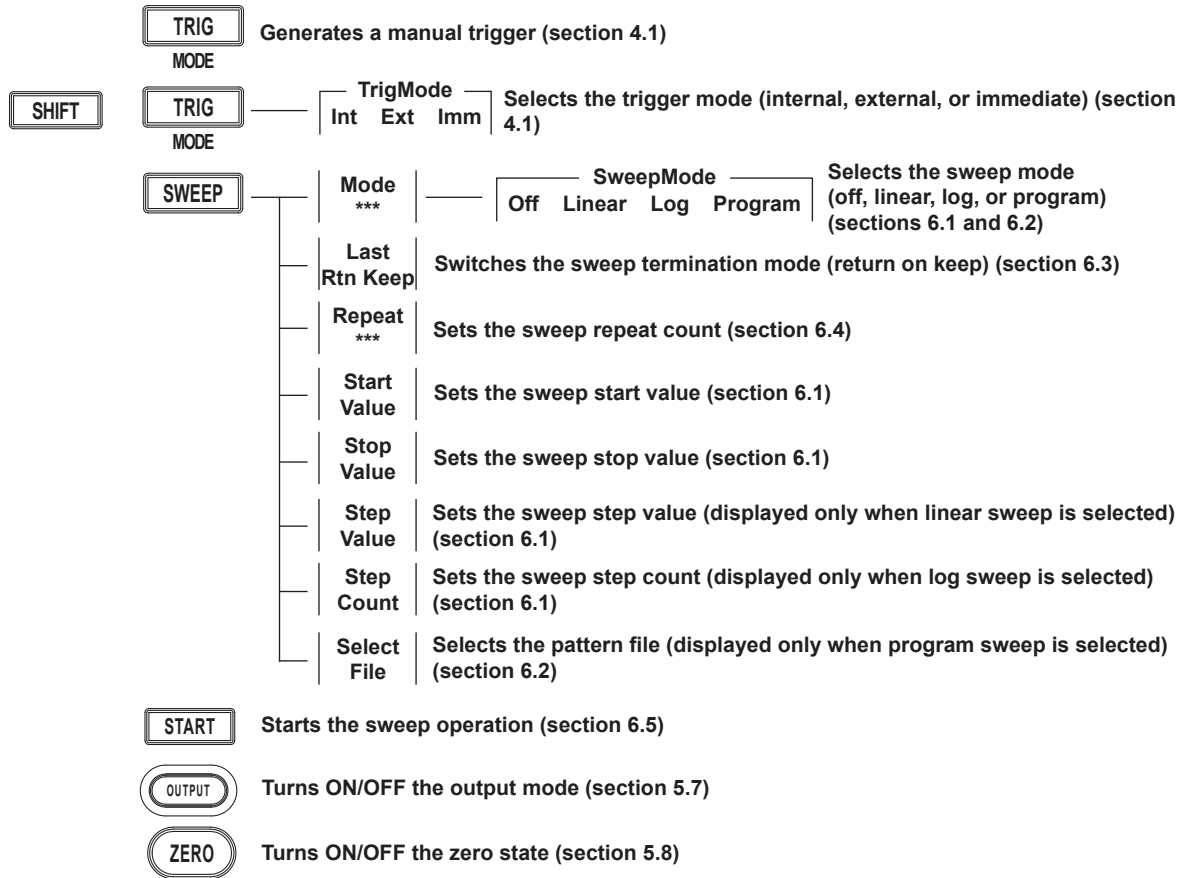 TRIG
Generates a manual trigger (section 4.1)
MODE
SHIFT
TRIG
MODE
TrigMode
Int Ext Imm
Selects the trigger mode (internal, external, or immediate) (section
4.1)
SWEEP
Mode
***
SweepMode
Off Linear Log Program
Selects the sweep mode
(off, linear, log, or program)
(sections 6.1 and 6.2)
Last
Rtn Keep
Switches the sweep termination mode (return on keep) (section 6.3)
Repeat
***
Sets the sweep repeat count (section 6.4)
Start
Value
Sets the sweep start value (section 6.1)
Stop
Value
Sets the sweep stop value (section 6.1)
Step
Value
Sets the sweep step value (displayed only when linear sweep is selected)
(section 6.1)
Step
Count
Sets the sweep step count (displayed only when log sweep is selected)
(section 6.1)
Select
File
Selects the pattern file (displayed only when program sweep is selected)
(section 6.2)
START
Starts the sweep operation (section 6.5)
OUTPUT
Turns ON/OFF the output mode (section 5.7)
ZERO
Turns ON/OFF the zero state (section 5.8)